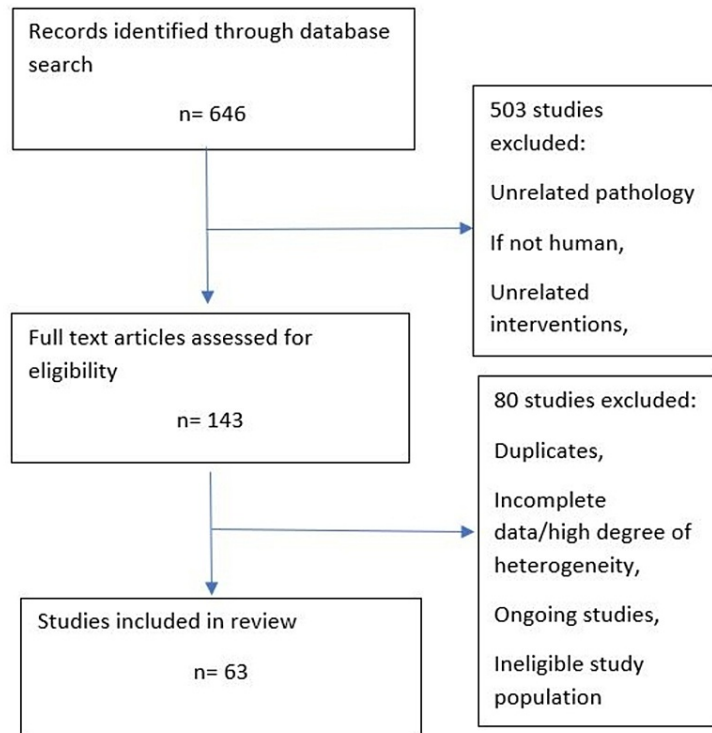 Records identified through database
search
n= 646
503 studies
excluded:
Unrelated pathology
If not human,
Unrelated
interventions,
Full text articles assessed for
eligibility
n= 143
80 studies excluded:
Duplicates,
Incomplete
data/high degree of
heterogeneity,
Ongoing studies,
Ineligible study
population
Studies included in review
n= 63